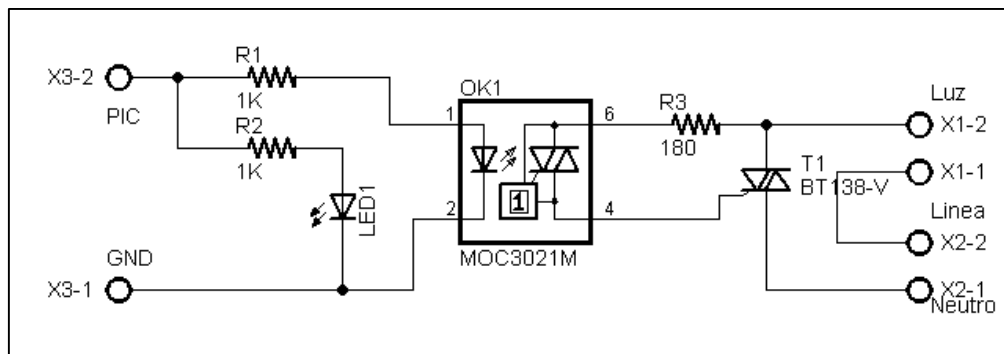 X3-2
PIC
R1
1K
R2
1K
LED1
GND
X3-1
OK1
1
2
6
4
1
MOC3021M
R3
180
T1
BT138-V
Luz
X1-2
X1-1
Linea
X2-2
X2-1
Neutro